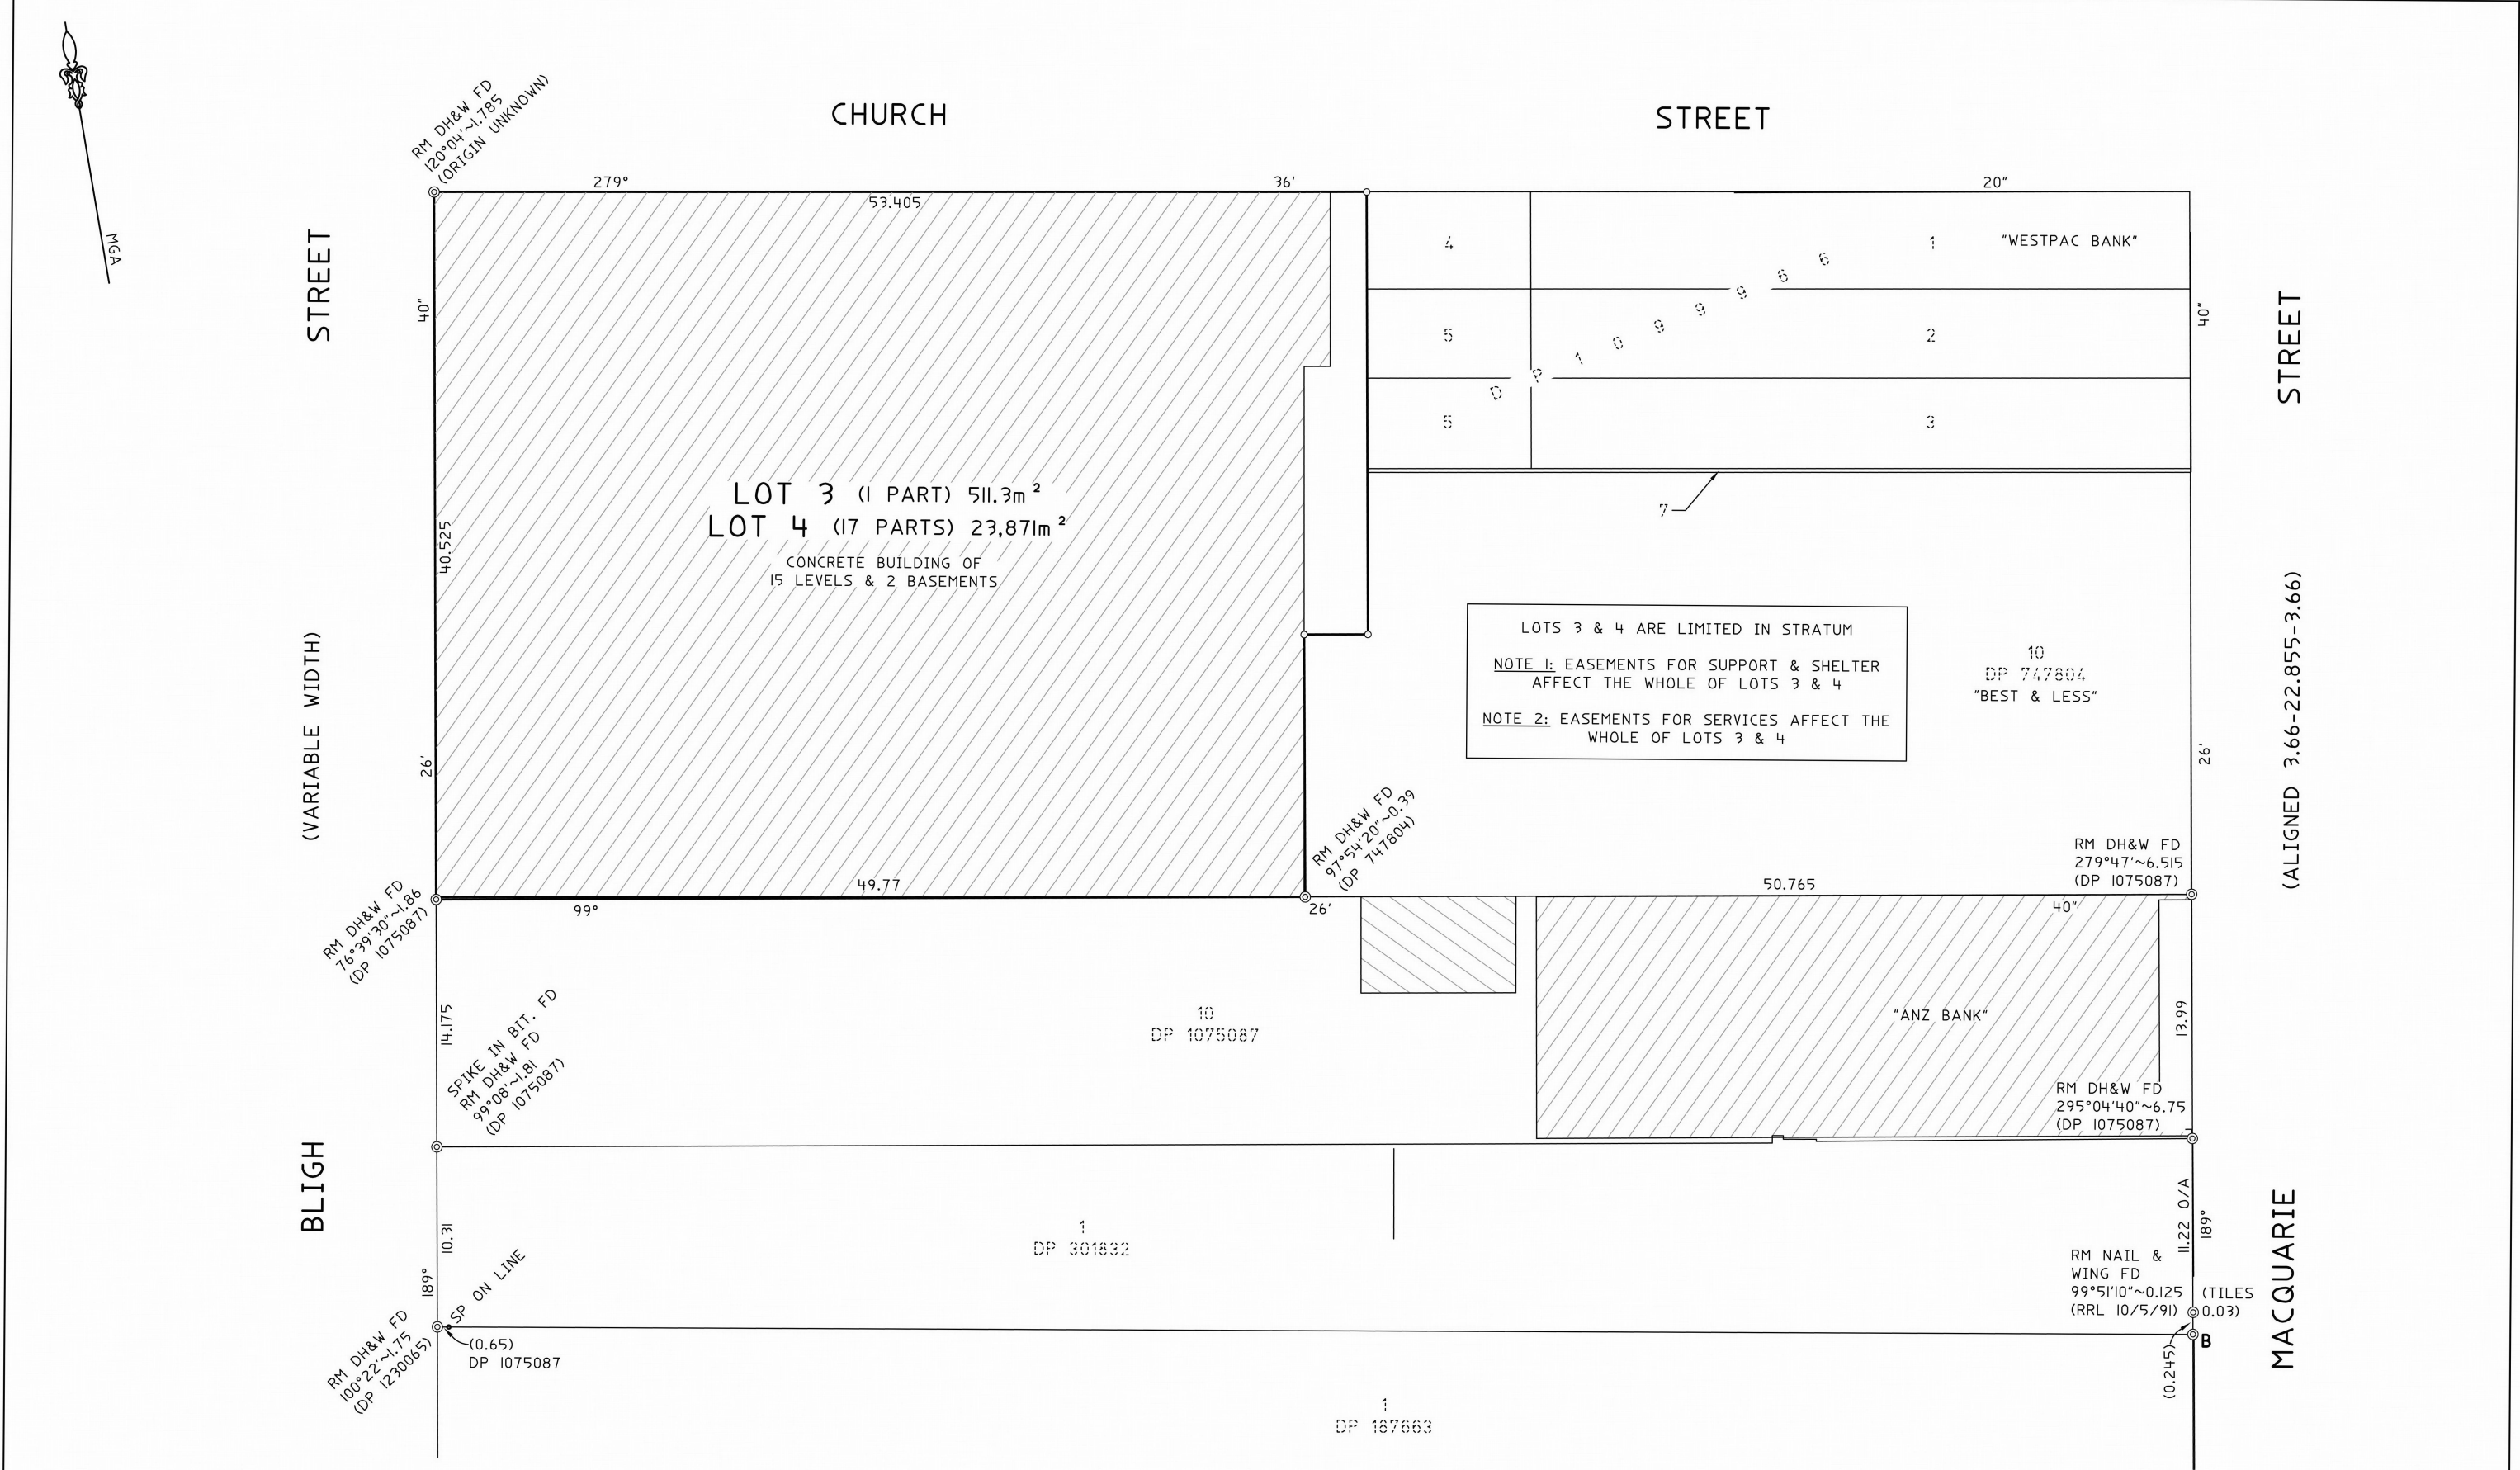 MGA
RM DH&W FD
120°04'~1.785
(ORIGIN UNKNOWN)
CHURCH
STREET
279°
36'
20"
53.405
STREET
40"
40.525
(VARIABLE WIDTH)
26'
BLIGH
4
1
"WESTPAC BANK"
5
2
5
3
DP 1099966
7
40"
STREET
LOT 3 (1 PART) 511.3m²
LOT 4 (17 PARTS) 23,871m²
CONCRETE BUILDING OF
15 LEVELS & 2 BASEMENTS
LOTS 3 & 4 ARE LIMITED IN STRATUM
NOTE 1: EASEMENTS FOR SUPPORT & SHELTER
AFFECT THE WHOLE OF LOTS 3 & 4
NOTE 2: EASEMENTS FOR SERVICES AFFECT THE
WHOLE OF LOTS 3 & 4
10
DP 747804
"BEST & LESS"
26'
(ALIGNED 3.66-22.855-3.66)
RM DH&W FD
97°54'20"~0.39
(DP 747804)
RM DH&W FD
279°47'~6.515
(DP 1075087)
49.77
50.765
99°
26'
40"
RM DH&W FD
76°39'30"~1.86
(DP 1075087)
14.175
SPIKE IN BIT. FD
RM DH&W FD
99°08'~1.81
(DP 1075087)
10
DP 1075087
"ANZ BANK"
13.99
RM DH&W FD
295°04'40"~6.75
(DP 1075087)
10.31
189°
SP ON LINE
1
DP 301832
11.22 O/A
189°
MACQUARIE
RM NAIL &
WING FD
99°51'10"~0.125
(RRL 10/5/91)
(TILES
0.03)
B
(0.245)
RM DH&W FD
100°22'~1.75
(DP 1230065)
(0.65)
DP 1075087
1
DP 187663